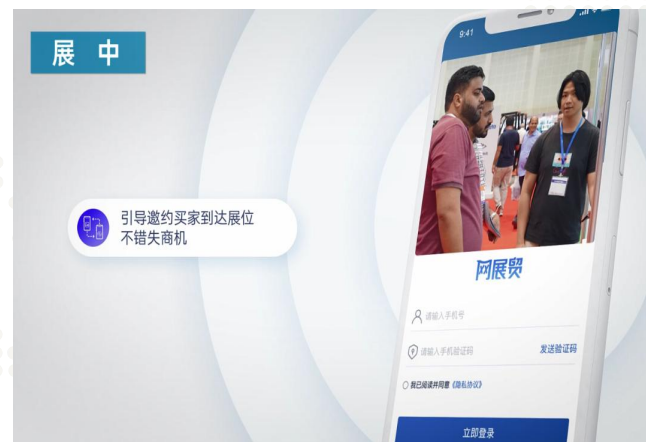 展 中
9:41
引导邀约买家到达展位
不错失商机
网展贸
请输入手机号
请输入手机验证码
发送验证码
我已阅读并同意《隐私协议》
立即登录